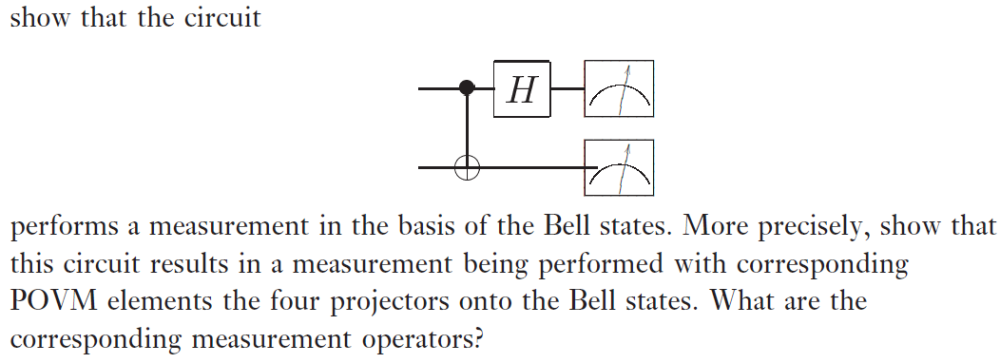 show that the circuit
H
performs a measurement in the basis of the Bell states. More precisely, show that
this circuit results in a measurement being performed with corresponding
POVM elements the four projectors onto the Bell states. What are the
corresponding measurement operators?